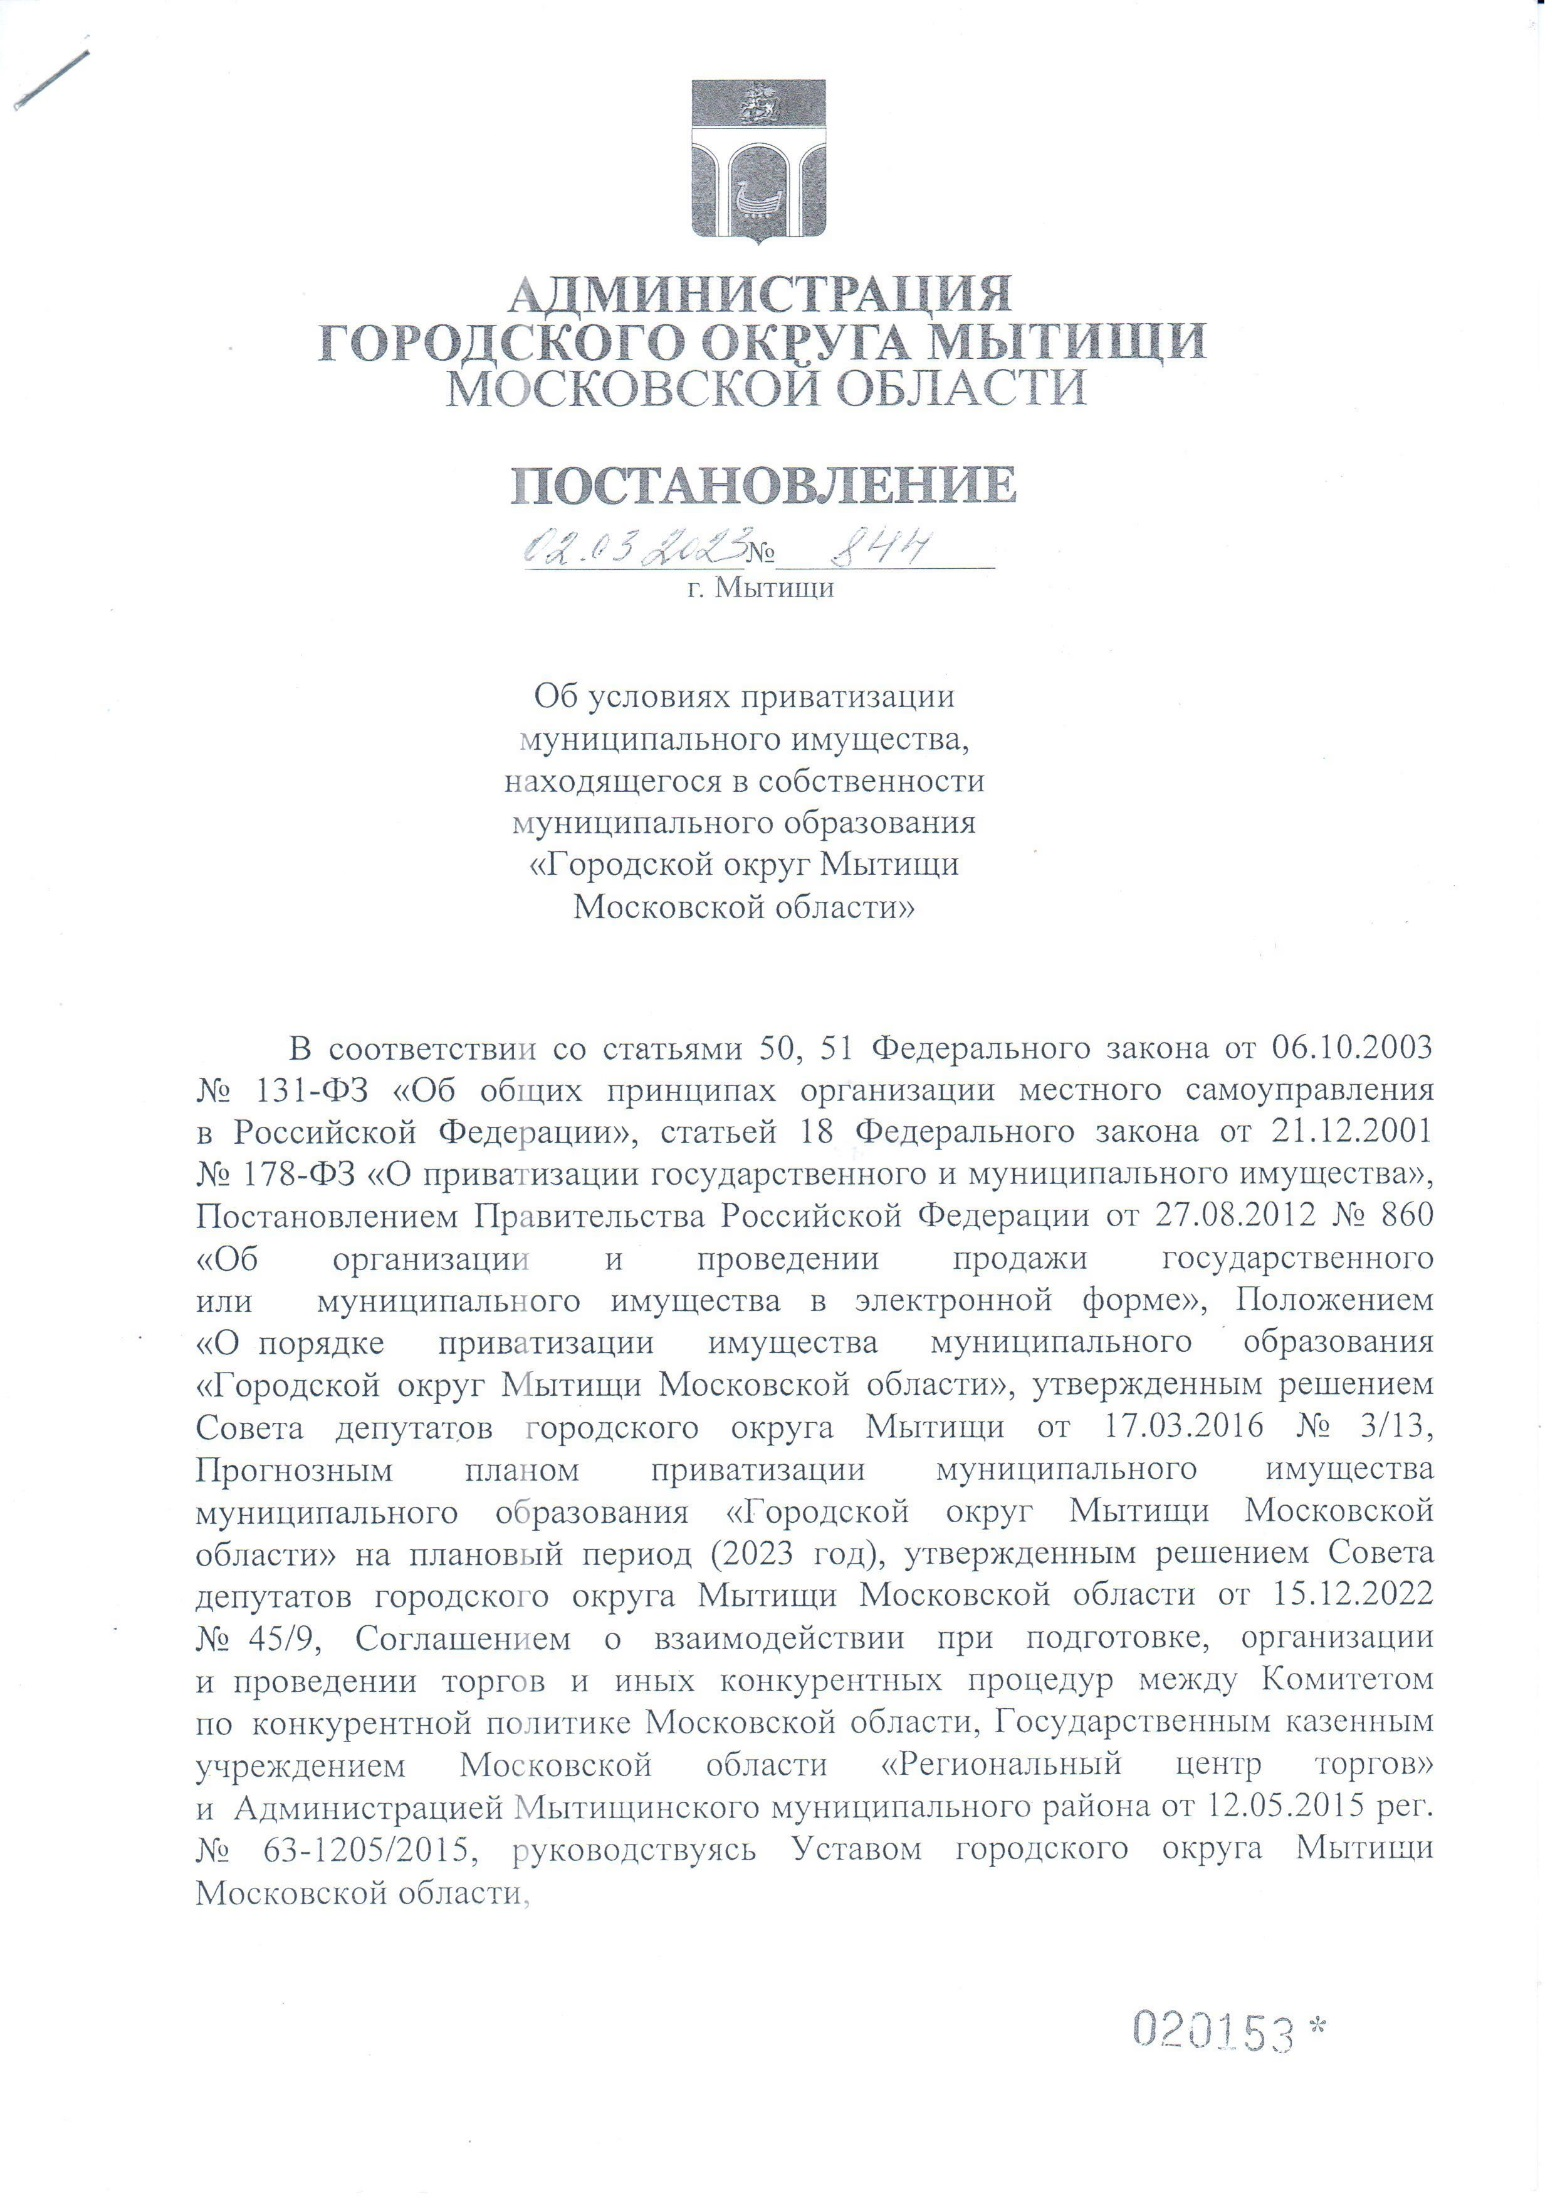 АДМИНИСТРАЦИЯ
ГОРОДСКОГО ОКРУГА МЫТИЩИ
МОСКОВСКОЙ ОБЛАСТИ
ПОСТАНОВЛЕНИЕ
02.03 2023 № 844
г. Мытищи
Об условиях приватизации
муниципального имущества,
находящегося в собственности
муниципального образования
«Городской округ Мытищи
Московской области»
В соответствии со статьями 50, 51 Федерального закона от 06.10.2003
№ 131-ФЗ «Об общих принципах организации местного самоуправления
в Российской Федерации», статьей 18 Федерального закона от 21.12.2001
№ 178-ФЗ «О приватизации государственного и муниципального имущества»,
Постановлением Правительства Российской Федерации от 27.08.2012 № 860
«Об организации и проведении продажи государственного
или муниципального имущества в электронной форме», Положением
«О порядке приватизации имущества муниципального образования
«Городской округ Мытищи Московской области», утвержденным решением
Совета депутатов городского округа Мытищи от 17.03.2016 № 3/13,
Прогнозным планом приватизации муниципального имущества
муниципального образования «Городской округ Мытищи Московской
области» на плановый период (2023 год), утвержденным решением Совета
депутатов городского округа Мытищи Московской области от 15.12.2022
№ 45/9, Соглашением о взаимодействии при подготовке, организации
и проведении торгов и иных конкурентных процедур между Комитетом
по конкурентной политике Московской области, Государственным казенным
учреждением Московской области «Региональный центр торгов»
и Администрацией Мытищинского муниципального района от 12.05.2015 рег.
№ 63-1205/2015, руководствуясь Уставом городского округа Мытищи
Московской области,
020153*